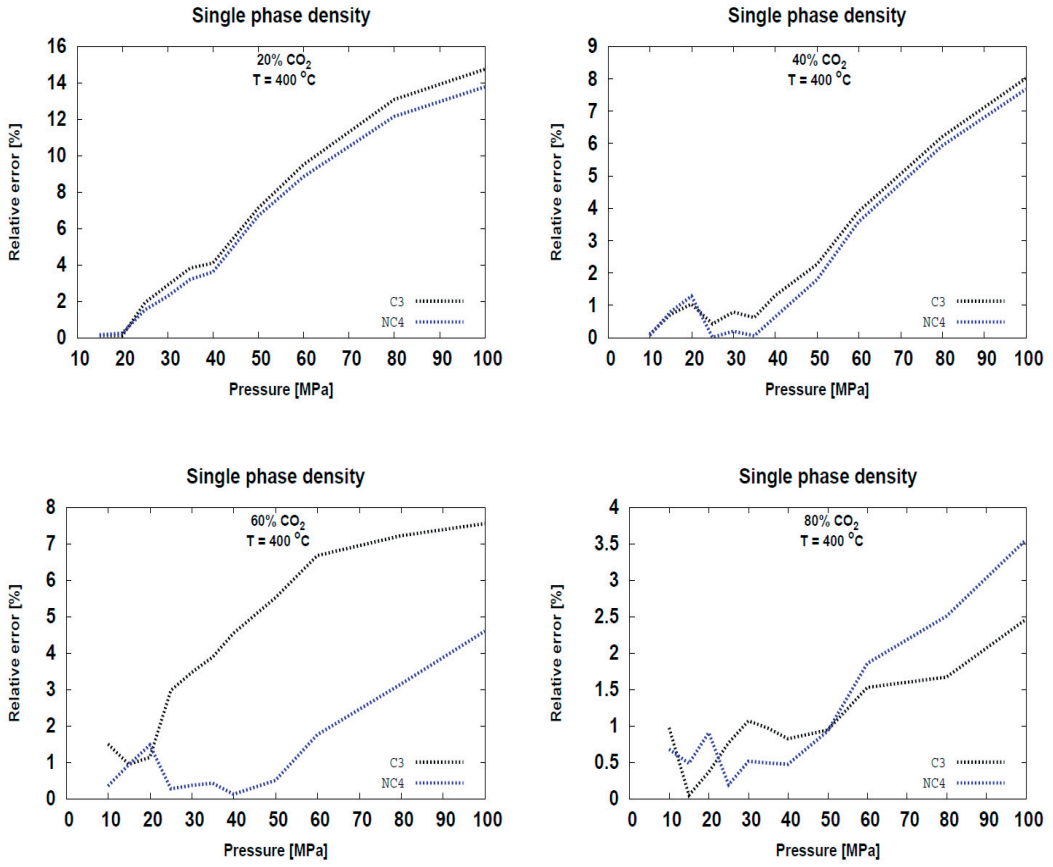 Single phase density
20% CO2
T = 400 °C
Relative error [%]
16
14
12
10
8
6
4
2
0
C3
NC4
10 20 30 40 50 60 70 80 90 100
Pressure [MPa]
Single phase density
40% CO2
T = 400 °C
Relative error [%]
9
8
7
6
5
4
3
2
1
0
C3
NC4
0 10 20 30 40 50 60 70 80 90 100
Pressure [MPa]
Single phase density
60% CO2
T = 400 °C
Relative error [%]
8
7
6
5
4
3
2
1
0
C3
NC4
0 10 20 30 40 50 60 70 80 90 100
Pressure [MPa]
Single phase density
80% CO2
T = 400 °C
Relative error [%]
4
3.5
3
2.5
2
1.5
1
0.5
0
C3
NC4
0 10 20 30 40 50 60 70 80 90 100
Pressure [MPa]